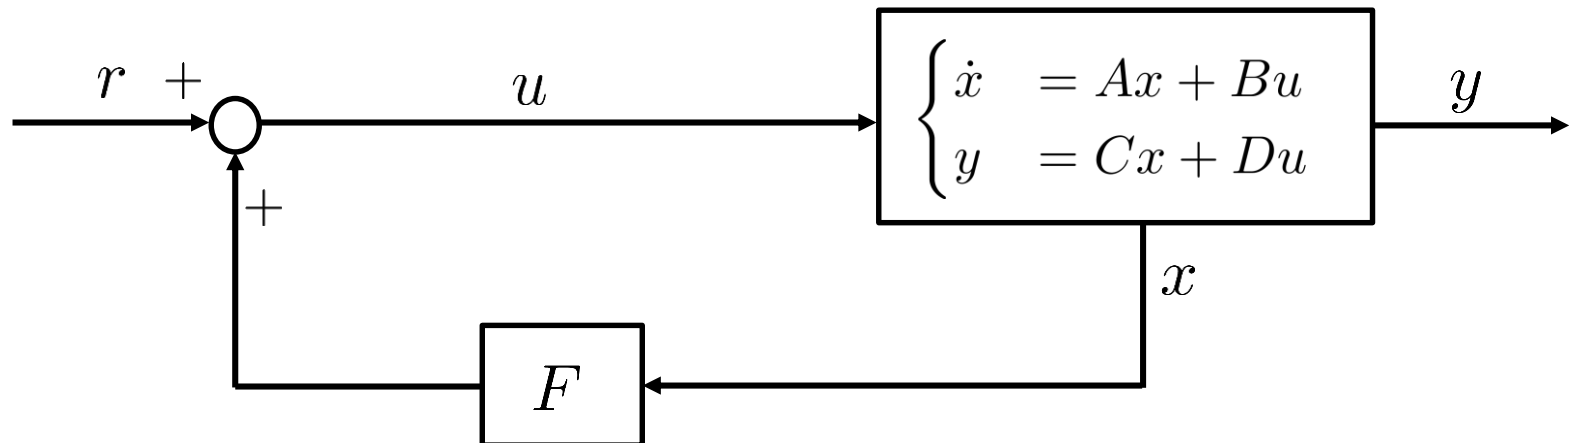 r +
u
ẋ = Ax + Bu
y = Cx + Du
y
+
x
F